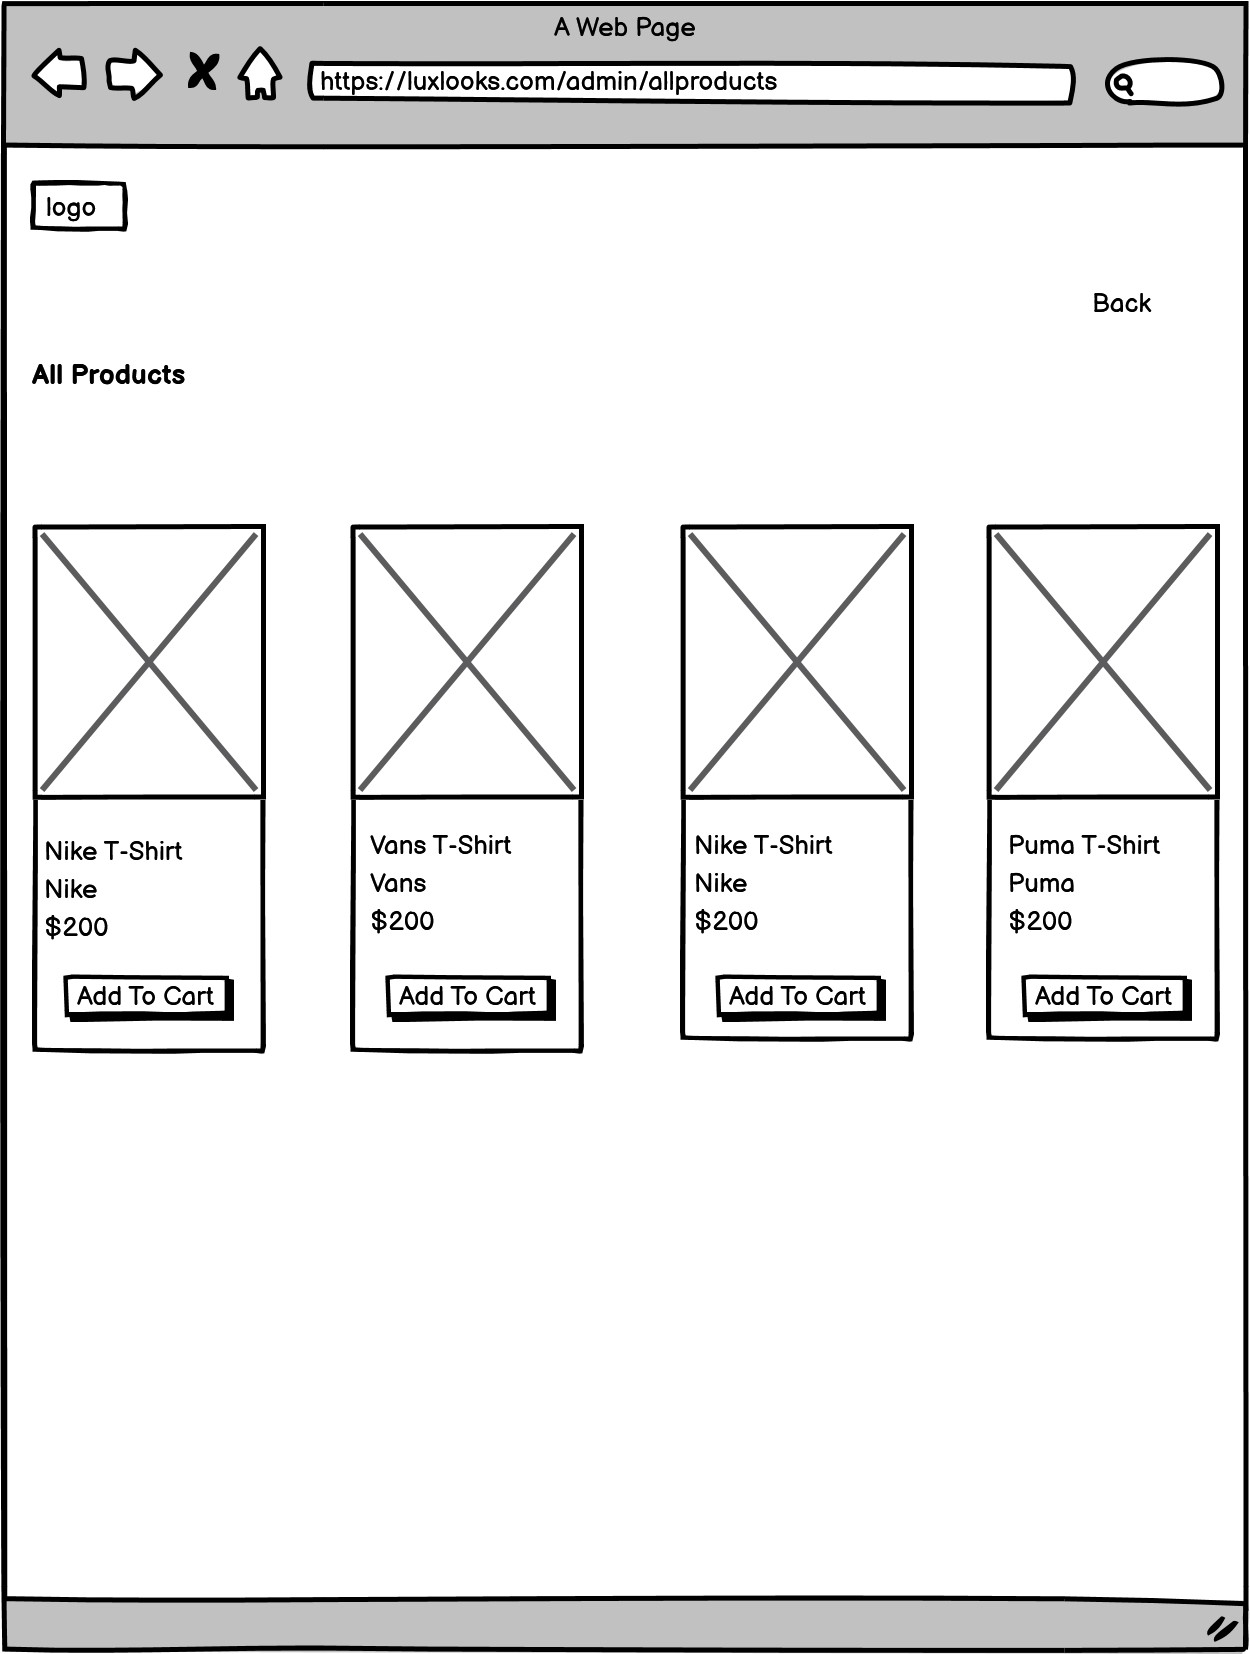 A Web Page
https://luxlooks.com/admin/allproducts
logo
Back
All Products
Nike T-Shirt
Nike
$200
Add To Cart
Vans T-Shirt
Vans
$200
Add To Cart
Nike T-Shirt
Nike
$200
Add To Cart
Puma T-Shirt
Puma
$200
Add To Cart